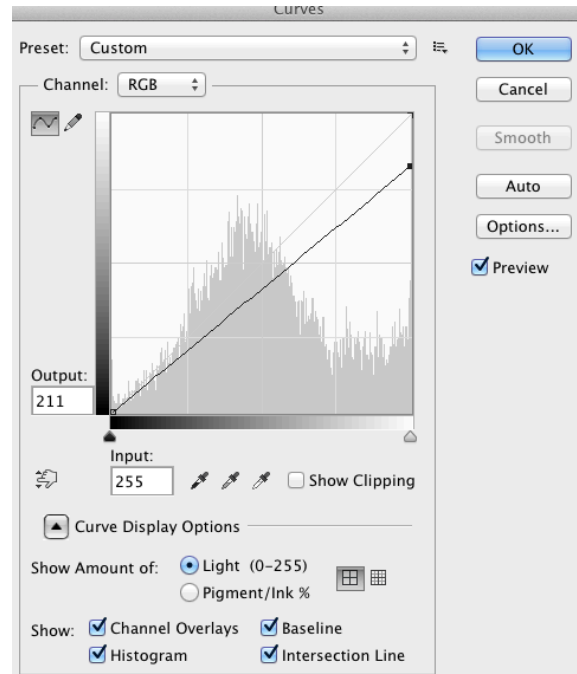 Curves
Preset: Custom
OK
Channel: RGB
Cancel
Smooth
Auto
Options...
Preview
Output:
211
Input:
255
Show Clipping
Curve Display Options
Show Amount of: Light (0-255)
Pigment/Ink %
Show: Channel Overlays Baseline
Histogram Intersection Line